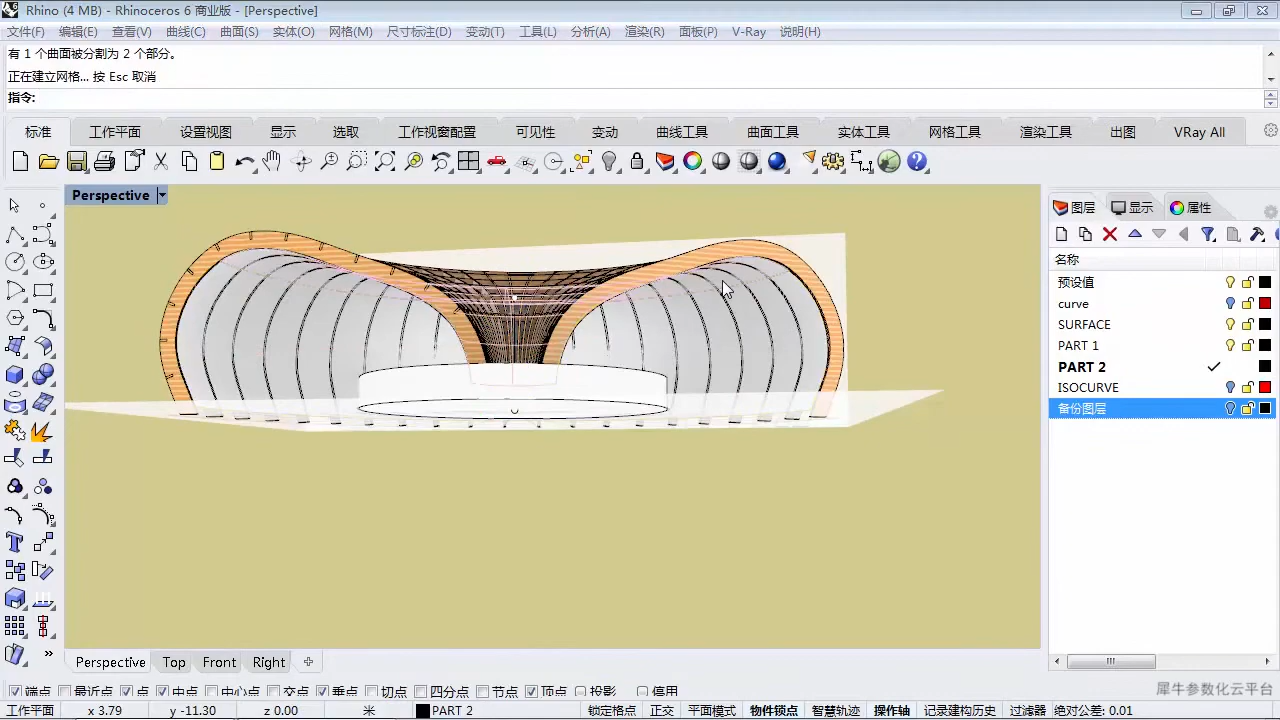 Rhino (4 MB) - Rhinoceros 6 商业版 - [Perspective]
文件(F) 编辑(E) 查看(V) 曲线(C) 曲面(S) 实体(O) 网格(M) 尺寸标注(D) 变动(T) 工具(L) 分析(A) 渲染(R) 面板(P) V-Ray 说明(H)
有 1 个曲面被分割为 2 个部分。
正在建立网格... 按 Esc 取消
指令:
标准 工作平面 设置视图 显示 选取 工作视窗配置 可见性 变动 曲线工具 曲面工具 实体工具 网格工具 渲染工具 出图 VRay All
Perspective
图层 显示 属性
名称
预设值
curve
SURFACE
PART 1
PART 2
ISOCURVE
备份图层
Perspective Top Front Right
端点 最近点 点 中点 中心点 交点 垂点 切点 四分点 节点 顶点 投影 停用
犀牛参数化云平台
工作平面 x 3.79 y -11.30 z 0.00 米 PART 2 锁定格点 正交 平面模式 物件锁点 智慧轨迹 操作轴 记录建构历史 过滤器 绝对公差: 0.01